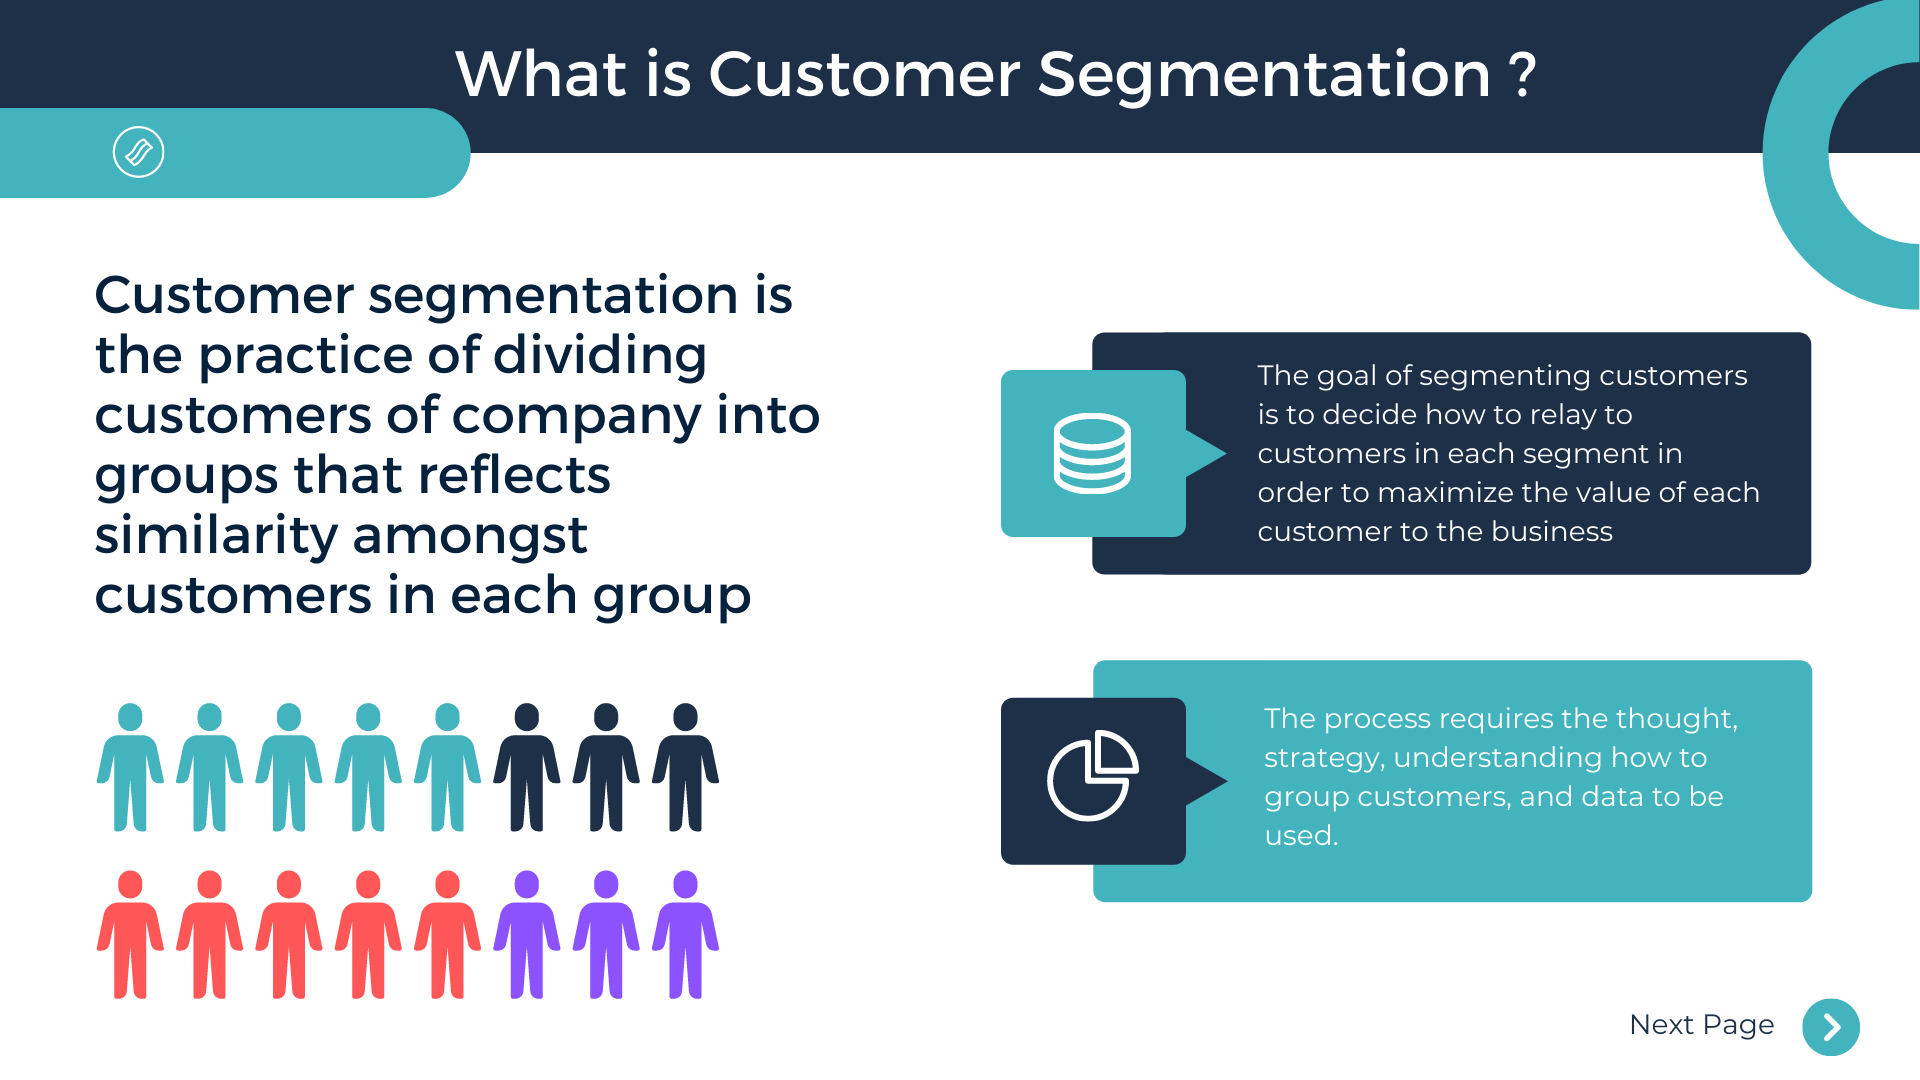 What is Customer Segmentation ?
Customer segmentation is
the practice of dividing
customers of company into
groups that reflects
similarity amongst
customers in each group
The goal of segmenting customers
is to decide how to relay to
customers in each segment in
order to maximize the value of each
customer to the business
The process requires the thought,
strategy, understanding how to
group customers, and data to be
used.
Next Page